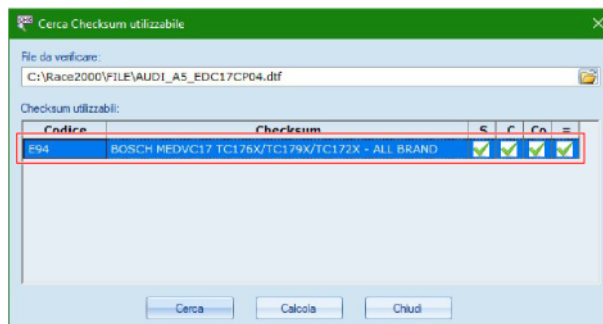 Cerca Checksum utilizzabile
File da verificare:
C:\Race2000\FILE\AUDI_A5_EDC17CP04.dtf
Checksum utilizzabili:
Codice Checksum S C Co =
E94 BOSCH MEDVC17 TC176X/TC179X/TC172X - ALL BRAND
Cerca Calcola Chiudi